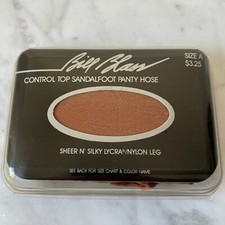 Bill Blass
SIZE A
$3.25
CONTROL TOP SANDALFOOT PANTY HOSE
SHEER N' SILKY LYCRA®/NYLON LEG
SEE BACK FOR SIZE CHART & COLOR NAME